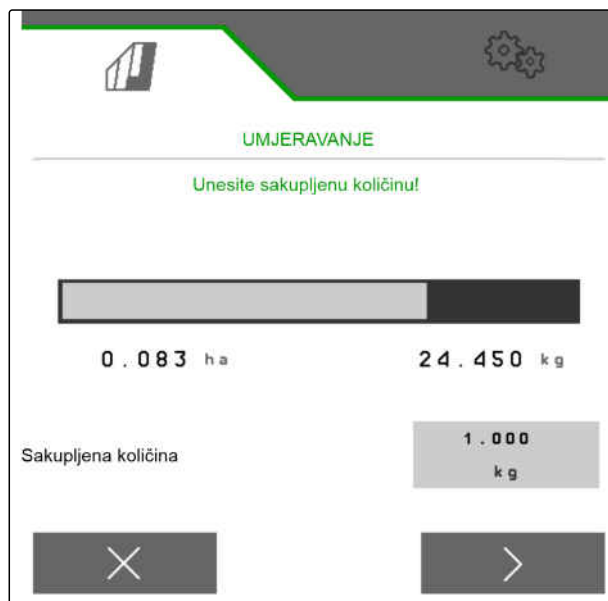 UMJERAVANJE
Unesite sakupljenu količinu!
0.083 ha 24.450 kg
Sakupljena količina 1.000 kg